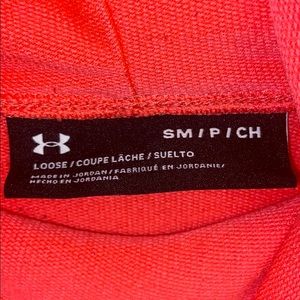 SM / P / CH
LOOSE / COUPE LÂCHE / SUELTO
MADE IN JORDAN / FABRIQUÉ EN JORDANIE /
HECHO EN JORDANIA